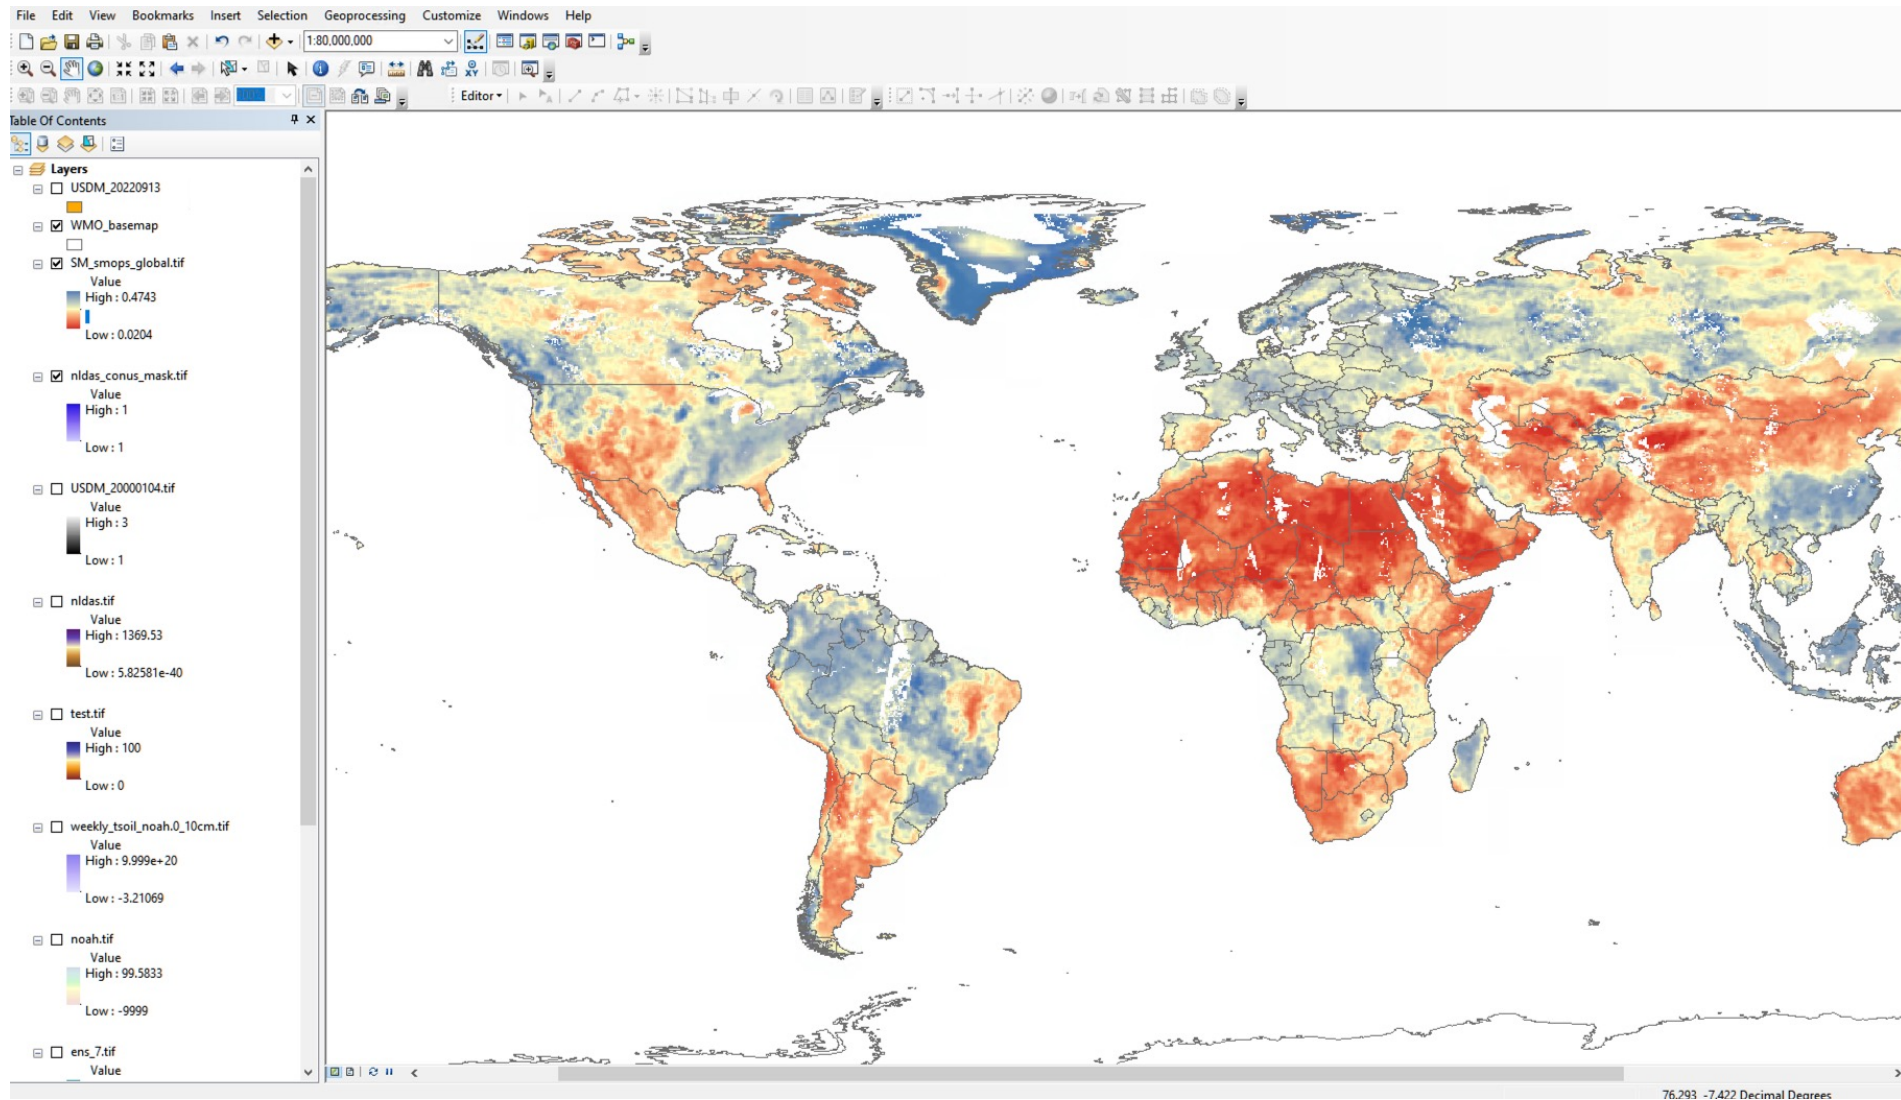 File Edit View Bookmarks Insert Selection Geoprocessing Customize Windows Help
1:80,000,000
Editor
Table Of Contents
Layers
USDM_20220913
WMO_basemap
SM_smops_global.tif
Value
High : 0.4743
Low : 0.0204
nldas_conus_mask.tif
Value
High : 1
Low : 1
USDM_20000104.tif
Value
High : 3
Low : 1
nldas.tif
Value
High : 1369.53
Low : 5.82581e-40
test.tif
Value
High : 100
Low : 0
weekly_tsoil_noah.0_10cm.tif
Value
High : 9.999e+20
Low : -3.21069
noah.tif
Value
High : 99.5833
Low : -9999
ens_7.tif
Value
76.293 -7.422 Decimal Degrees